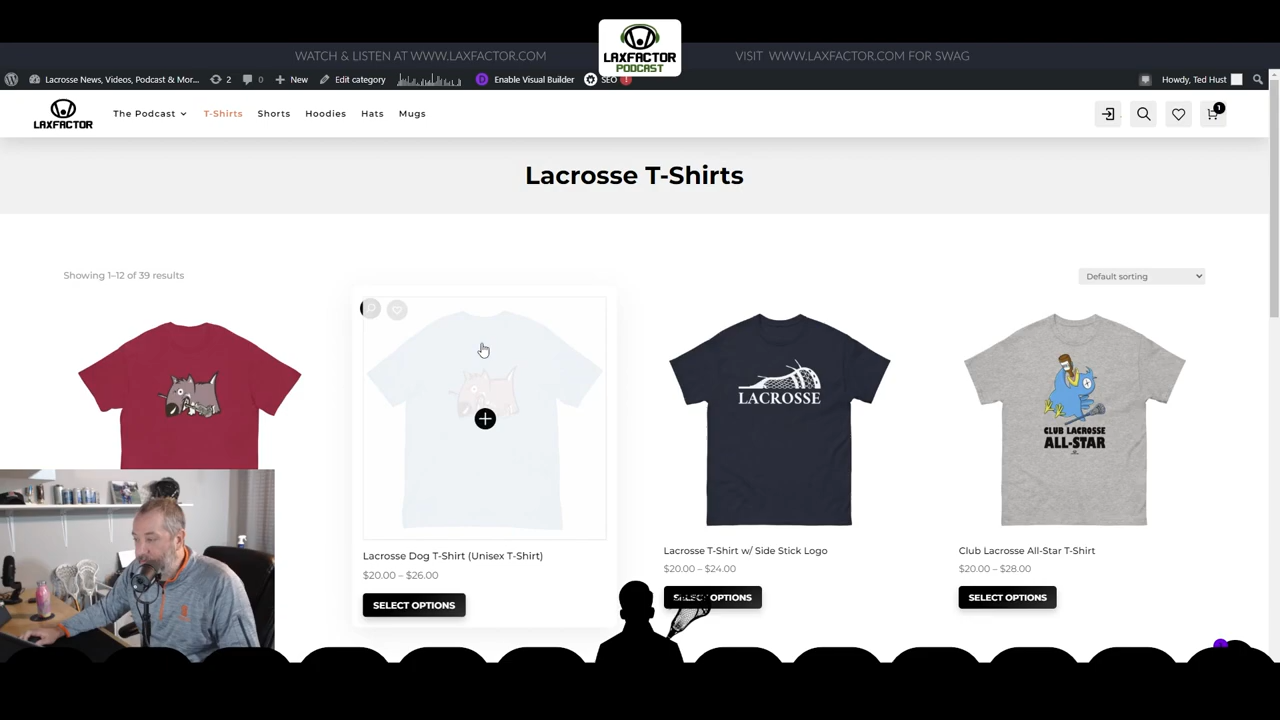 WATCH & LISTEN AT WWW.LAXFACTOR.COM
LAXFACTOR
PODCAST
VISIT WWW.LAXFACTOR.COM FOR SWAG
Lacrosse News, Videos, Podcast & Mor...
2
0
New
Edit category
Enable Visual Builder
SEO
!
Howdy, Ted Hust
LAXFACTOR
The Podcast
T-Shirts
Shorts
Hoodies
Hats
Mugs
1
Lacrosse T-Shirts
Showing 1–12 of 39 results
Default sorting
LACROSSE
CLUB LACROSSE
ALL-STAR
Lacrosse Dog T-Shirt (Unisex T-Shirt)
$20.00 – $26.00
SELECT OPTIONS
Lacrosse T-Shirt w/ Side Stick Logo
$20.00 – $24.00
SELECT OPTIONS
Club Lacrosse All-Star T-Shirt
$20.00 – $28.00
SELECT OPTIONS